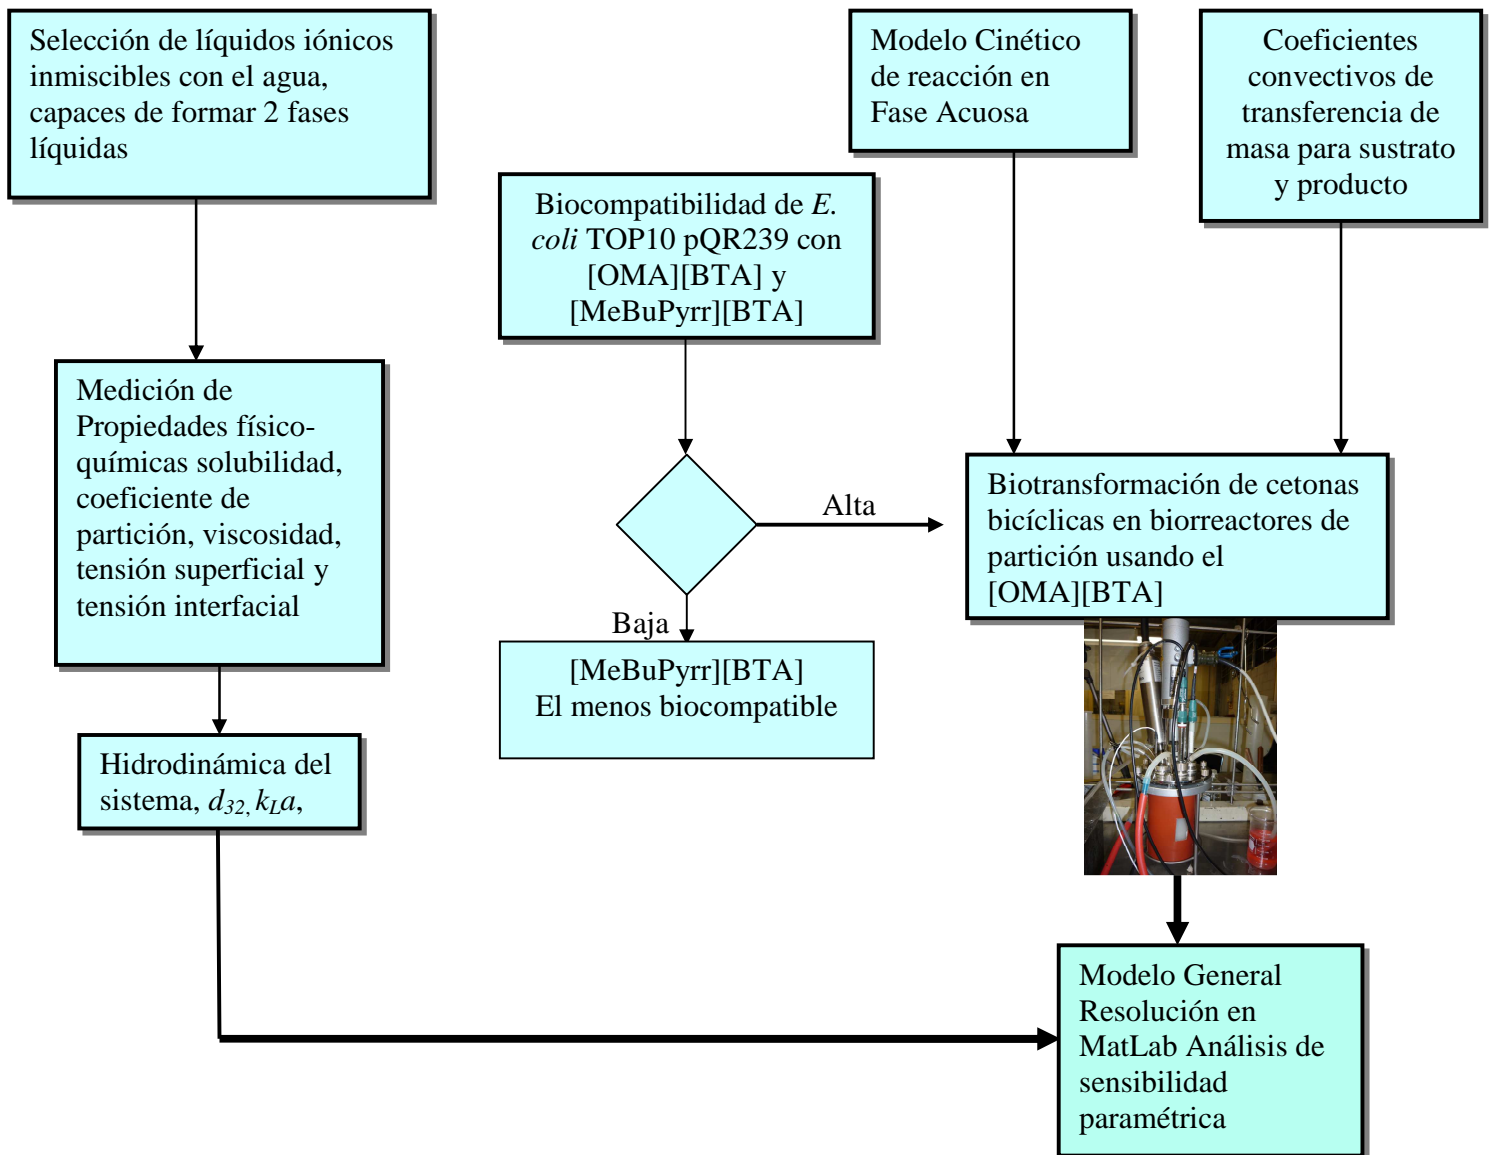 Selección de líquidos iónicos
inmiscibles con el agua,
capaces de formar 2 fases
líquidas
Modelo Cinético
de reacción en
Fase Acuosa
Coeficientes
convectivos de
transferencia de
masa para sustrato
y producto
Biocompatibilidad de E.
coli TOP10 pQR239 con
[OMA][BTA] y
[MeBuPyrr][BTA]
Medición de
Propiedades físico-
químicas solubilidad,
coeficiente de
partición, viscosidad,
tensión superficial y
tensión interfacial
Alta
Biotransformación de cetonas
bicíclicas en biorreactores de
partición usando el
[OMA][BTA]
Baja
[MeBuPyrr][BTA]
El menos biocompatible
Hidrodinámica del
sistema, d32, kLa,
Modelo General
Resolución en
MatLab Análisis de
sensibilidad
paramétrica